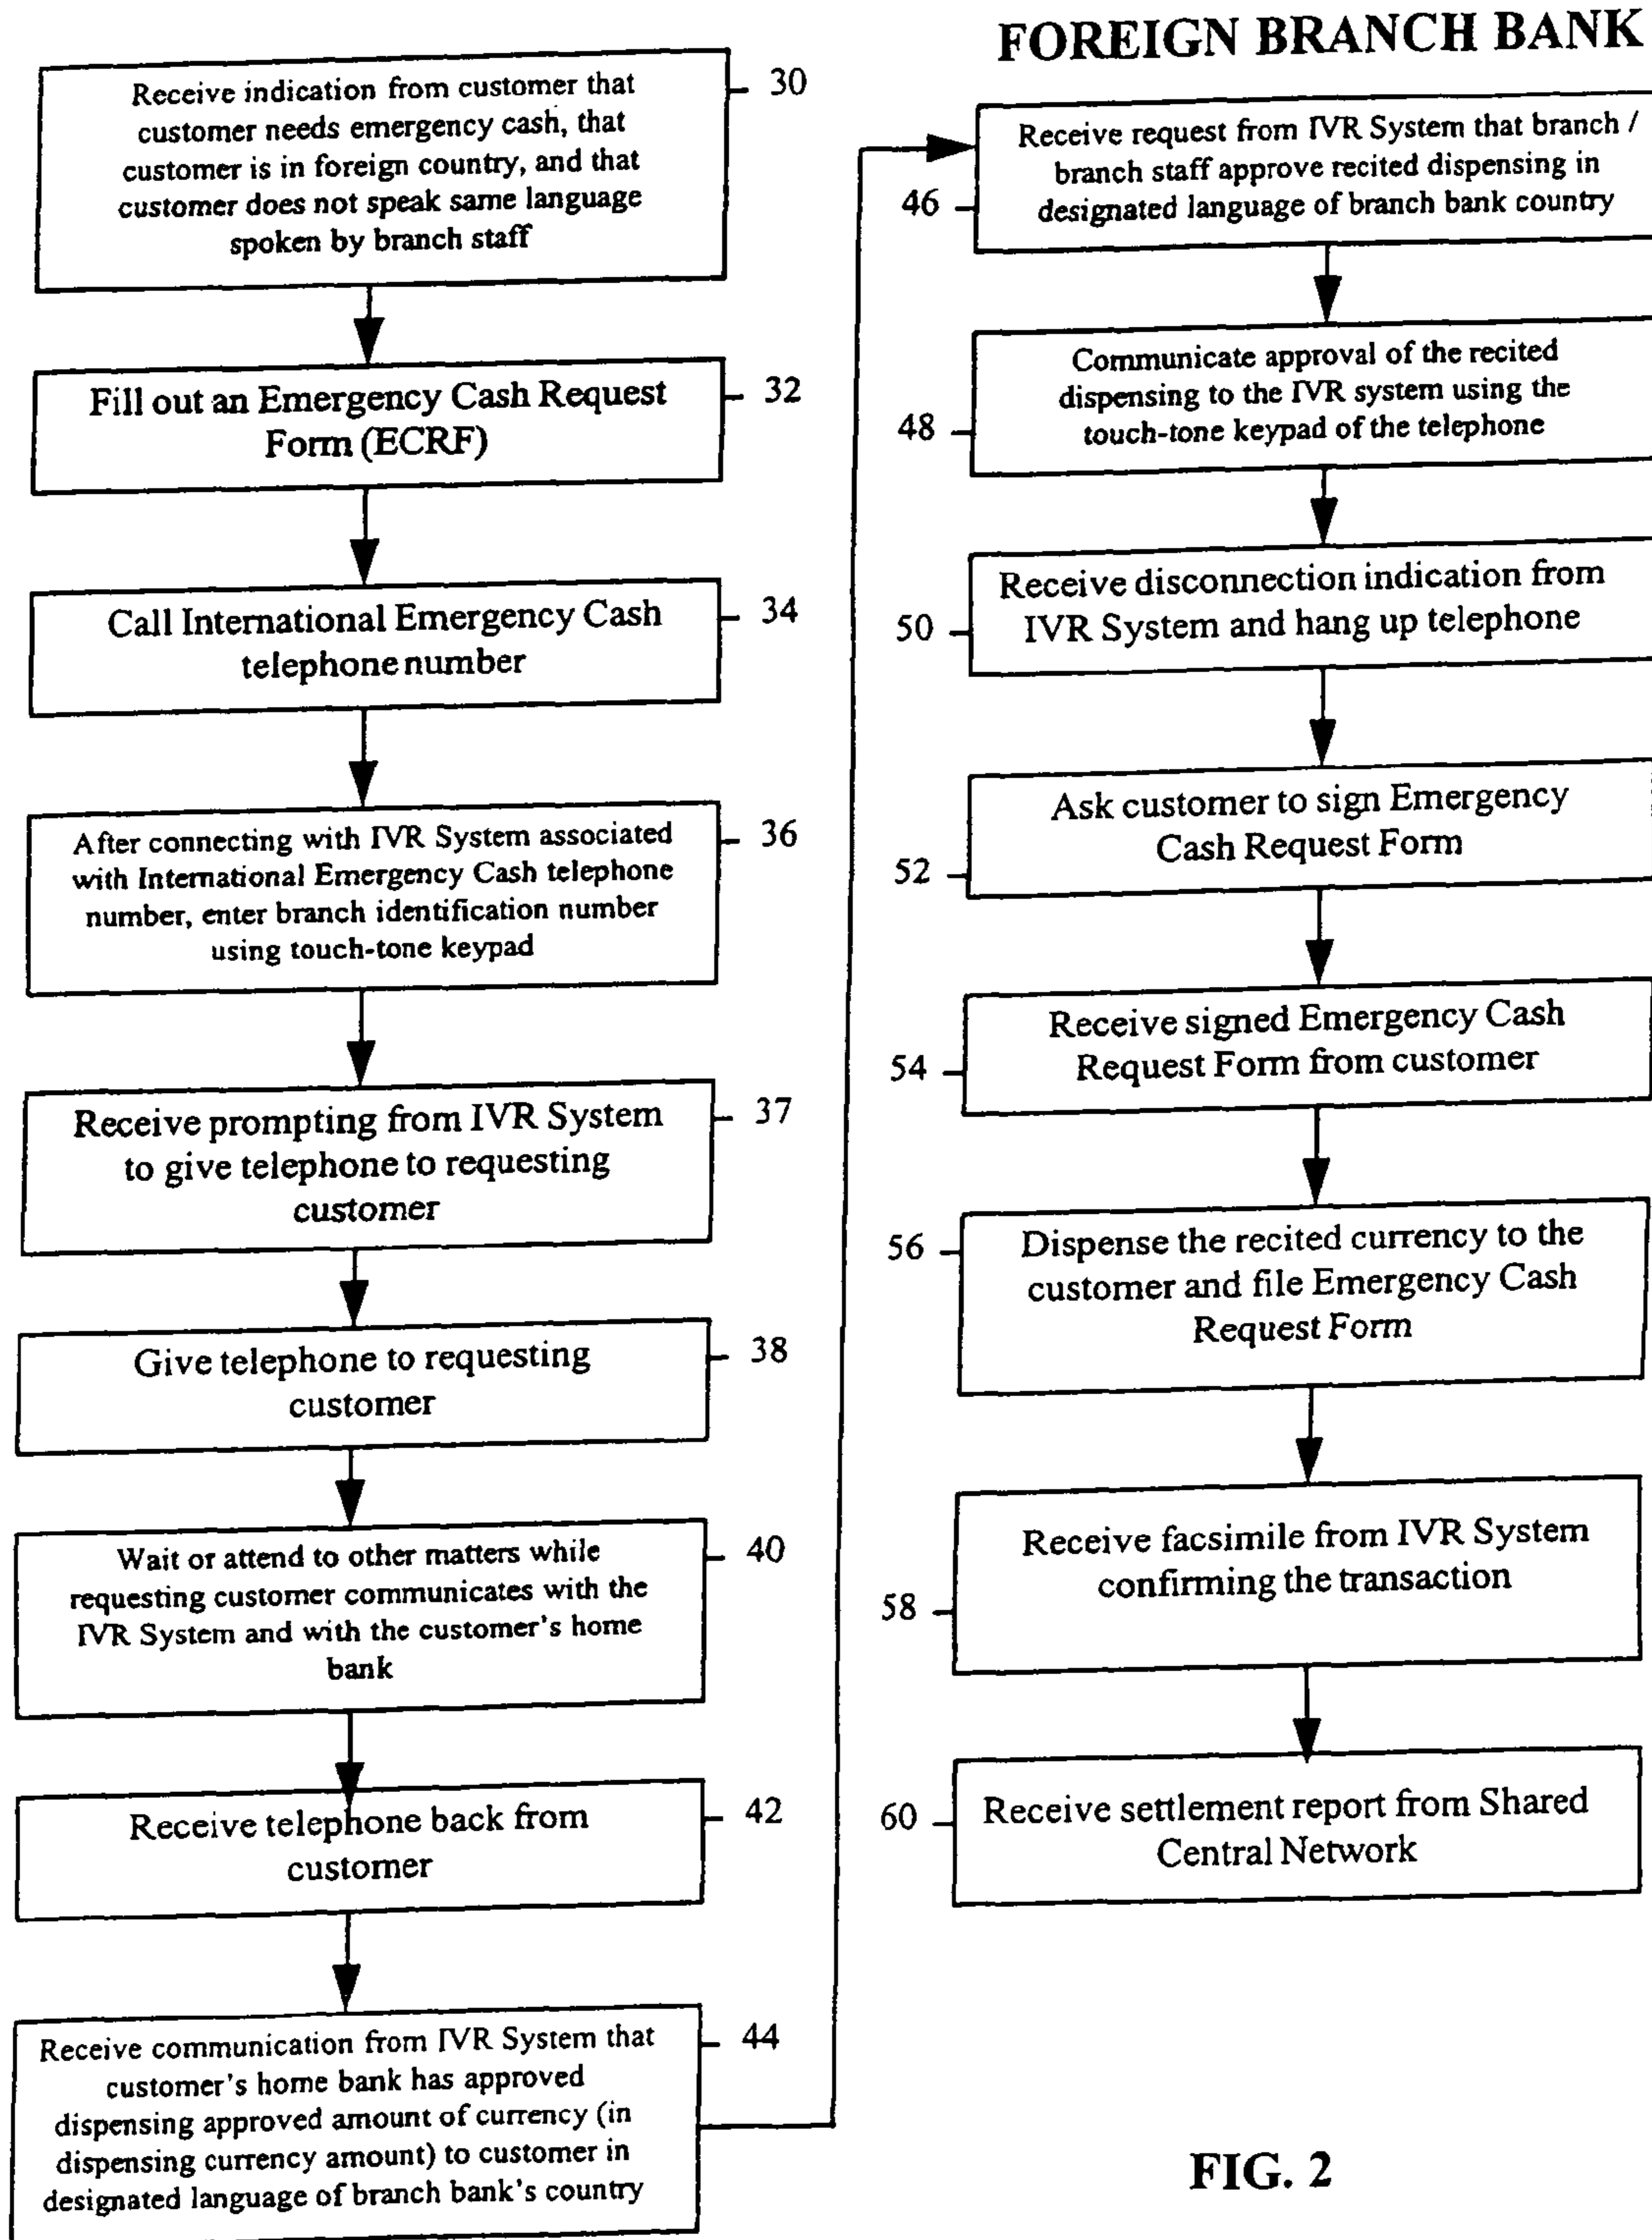 FOREIGN BRANCH BANK
Receive indication from customer that
customer needs emergency cash, that
customer is in foreign country, and that
customer does not speak same language
spoken by branch staff
30
Fill out an Emergency Cash Request
Form (ECRF)
32
Call International Emergency Cash
telephone number
34
After connecting with IVR System associated
with International Emergency Cash telephone
number, enter branch identification number
using touch-tone keypad
36
Receive prompting from IVR System
to give telephone to requesting
customer
37
Give telephone to requesting
customer
38
Wait or attend to other matters while
requesting customer communicates with the
IVR System and with the customer's home
bank
40
Receive telephone back from
customer
42
Receive communication from IVR System that
customer's home bank has approved
dispensing approved amount of currency (in
dispensing currency amount) to customer in
designated language of branch bank's country
44
Receive request from IVR System that branch /
branch staff approve recited dispensing in
designated language of branch bank country
46
Communicate approval of the recited
dispensing to the IVR system using the
touch-tone keypad of the telephone
48
Receive disconnection indication from
IVR System and hang up telephone
50
Ask customer to sign Emergency
Cash Request Form
52
Receive signed Emergency Cash
Request Form from customer
54
Dispense the recited currency to the
customer and file Emergency Cash
Request Form
56
Receive facsimile from IVR System
confirming the transaction
58
Receive settlement report from Shared
Central Network
60
FIG. 2